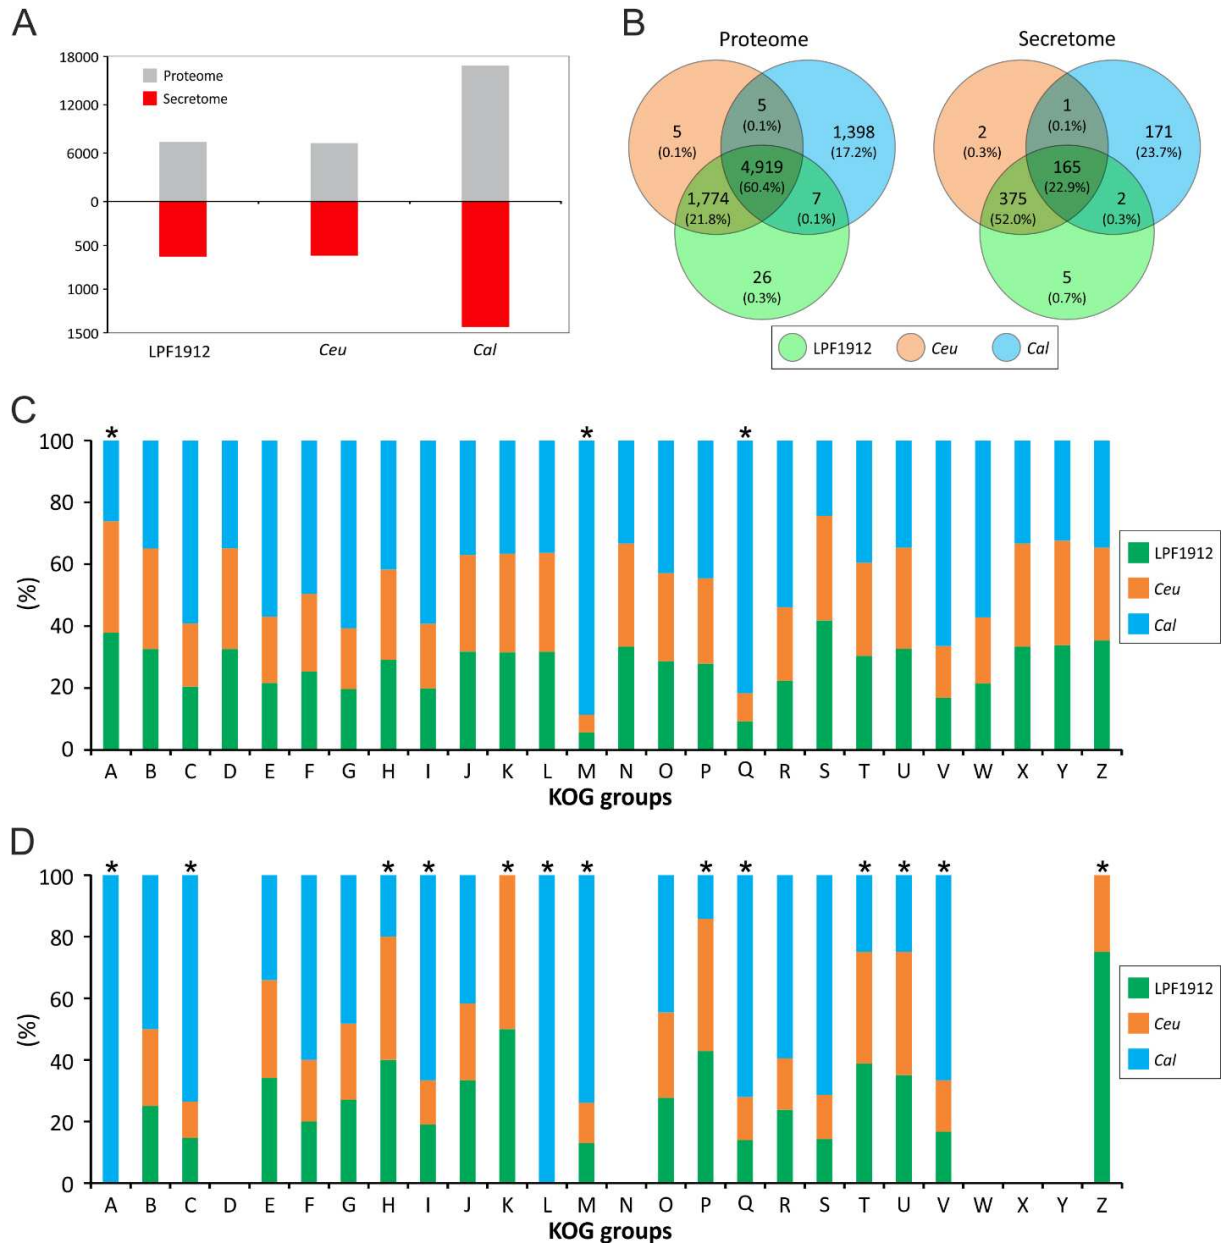 A
18000
12000
6000
0
500
1000
1500
Proteome
Secretome
LPF1912 Ceu Cal
B
Proteome Secretome
5
(0.1%)
5
(0.1%)
1,398
(17.2%)
4,919
(60.4%)
1,774
(21.8%)
7
(0.1%)
26
(0.3%)
1
(0.1%)
2
(0.3%)
171
(23.7%)
165
(22.9%)
375
(52.0%)
2
(0.3%)
5
(0.7%)
LPF1912 Ceu Cal
C
* * *
100
80
60
40
20
0
(%)
A B C D E F G H I J K L M N O P Q R S T U V W X Y Z
KOG groups
LPF1912
Ceu
Cal
D
* * * * * * * * * * * * *
100
80
60
40
20
0
(%)
A B C D E F G H I J K L M N O P Q R S T U V W X Y Z
KOG groups
LPF1912
Ceu
Cal